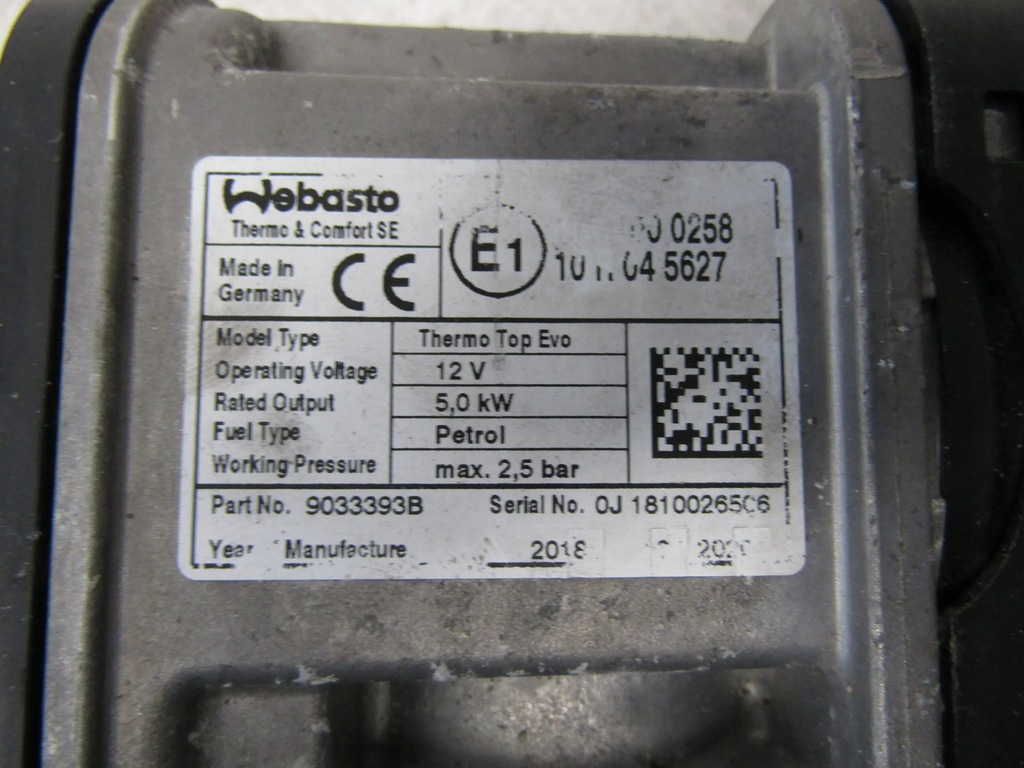 Webasto
Thermo & Comfort SE
Made In
Germany
CE
E1
0258
5627
Model Type Thermo Top Evo
Operating Voltage 12 V
Rated Output 5,0 kW
Fuel Type Petrol
Working Pressure max. 2,5 bar
Part No. 9033393B Serial No. 0J
Year Manufacture 2018